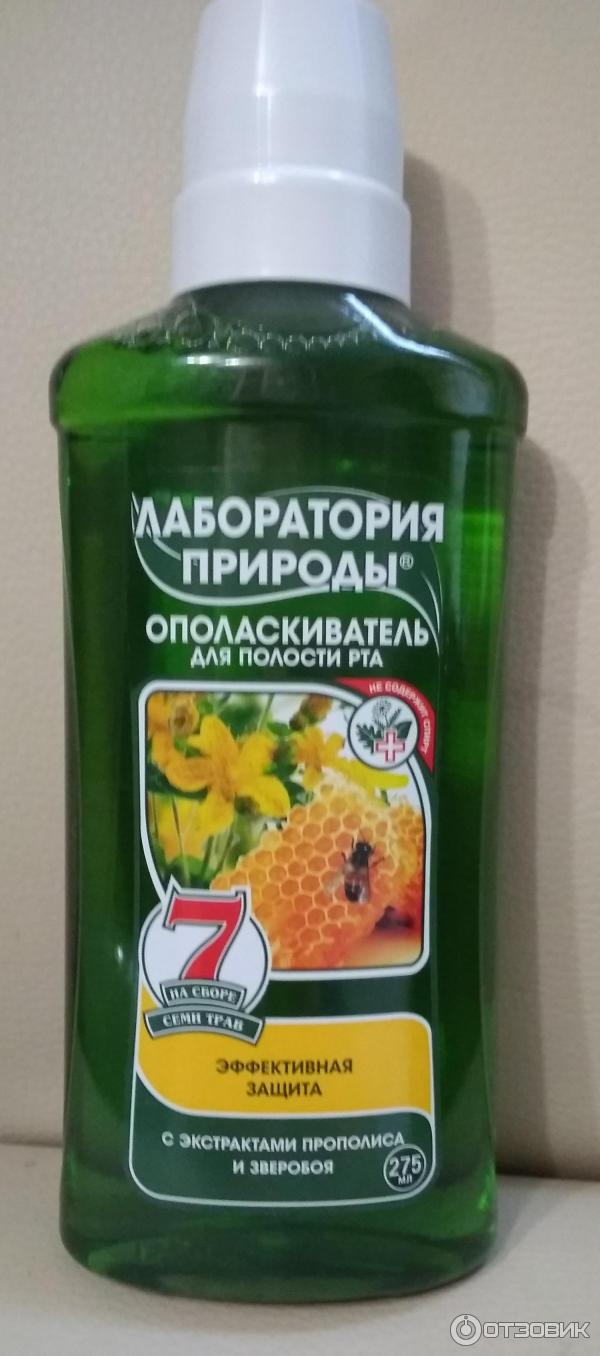 ЛАБОРАТОРИЯ
ПРИРОДЫ®
ОПОЛАСКИВАТЕЛЬ
ДЛЯ ПОЛОСТИ РТА
НЕ СОДЕРЖИТ СПИРТ
7
НА СБОРЕ
СЕМИ ТРАВ
ЭФФЕКТИВНАЯ
ЗАЩИТА
С ЭКСТРАКТАМИ ПРОПОЛИСА
И ЗВЕРОБОЯ
275
МЛ
ОТЗОВИК